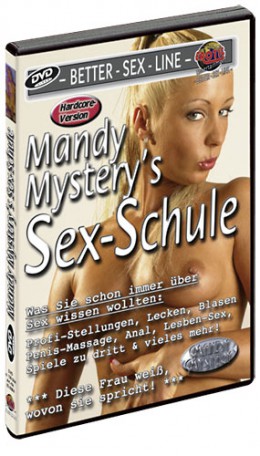 DVD
– BETTER - SEX - LINE –
Hardcore-
Version
Mandy
Mystery's
Sex-Schule
Was Sie schon immer über
Sex wissen wollten:
Profi-Stellungen, Lecken, Blasen
Penis-Massage, Anal, Lesben-Sex,
Spiele zu dritt & vieles mehr!
*** Diese Frau weiß,
wovon sie spricht! ***
Mandy Mystery's Sex-Schule
DVD